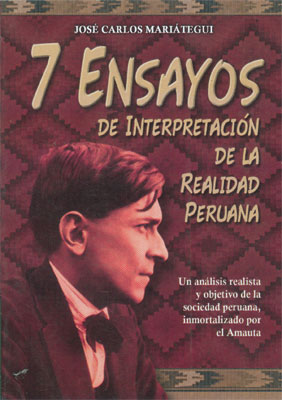 JOSÉ CARLOS MARIÁTEGUI
7 ENSAYOS
DE INTERPRETACIÓN
DE LA
REALIDAD
PERUANA
Un análisis realista
y objetivo de la
sociedad peruana,
inmortalizado por
el Amauta